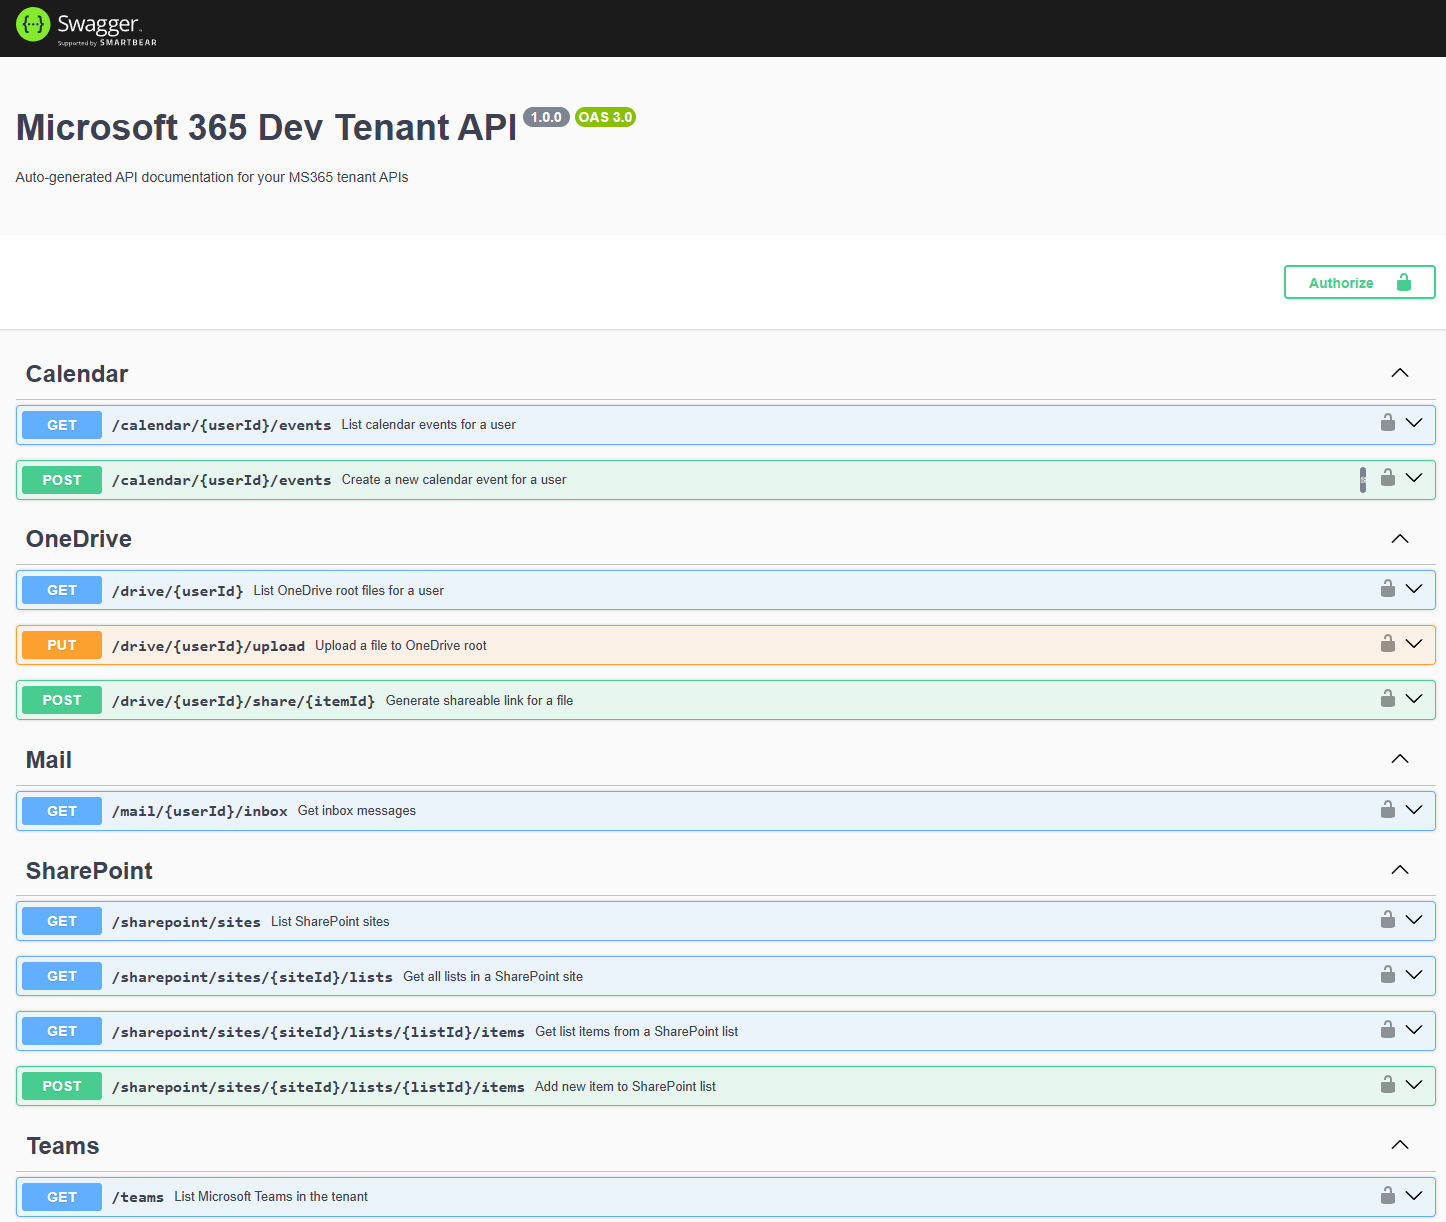 Swagger
Supported by SMARTBEAR
Microsoft 365 Dev Tenant API 1.0.0 OAS 3.0
Auto-generated API documentation for your MS365 tenant APIs
Authorize
Calendar
GET /calendar/{userId}/events List calendar events for a user
POST /calendar/{userId}/events Create a new calendar event for a user
OneDrive
GET /drive/{userId} List OneDrive root files for a user
PUT /drive/{userId}/upload Upload a file to OneDrive root
POST /drive/{userId}/share/{itemId} Generate shareable link for a file
Mail
GET /mail/{userId}/inbox Get inbox messages
SharePoint
GET /sharepoint/sites List SharePoint sites
GET /sharepoint/sites/{siteId}/lists Get all lists in a SharePoint site
GET /sharepoint/sites/{siteId}/lists/{listId}/items Get list items from a SharePoint list
POST /sharepoint/sites/{siteId}/lists/{listId}/items Add new item to SharePoint list
Teams
GET /teams List Microsoft Teams in the tenant